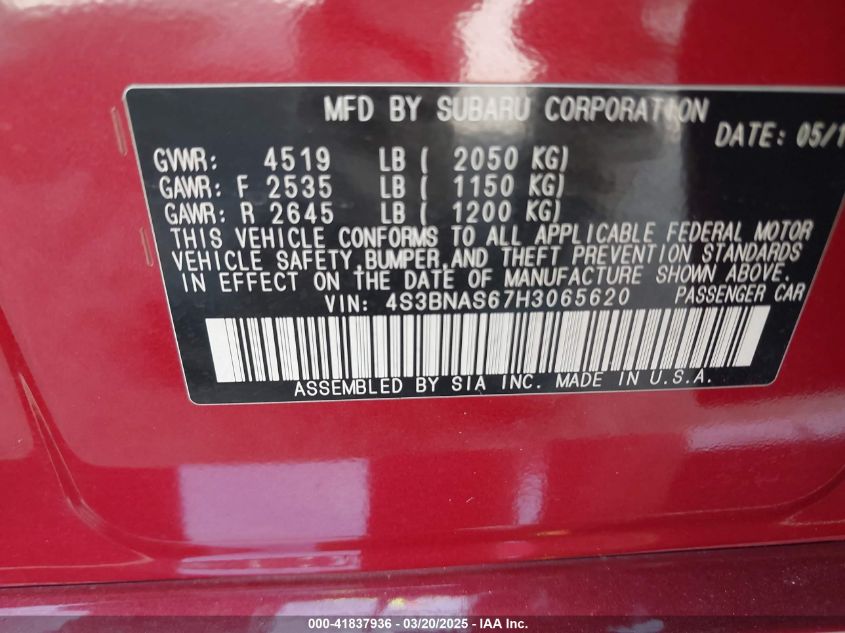 MFD BY SUBARU CORPORATION
DATE: 05/1
GVWR: 4519 LB ( 2050 KG)
GAWR: F 2535 LB ( 1150 KG)
GAWR: R 2645 LB ( 1200 KG)
THIS VEHICLE CONFORMS TO ALL APPLICABLE FEDERAL MOTOR
VEHICLE SAFETY, BUMPER, AND THEFT PREVENTION STANDARDS
IN EFFECT ON THE DATE OF MANUFACTURE SHOWN ABOVE.
VIN: 4S3BNAS67H3065620 PASSENGER CAR
ASSEMBLED BY SIA INC. MADE IN U.S.A.
000-41837936 - 03/20/2025 - IAA Inc.